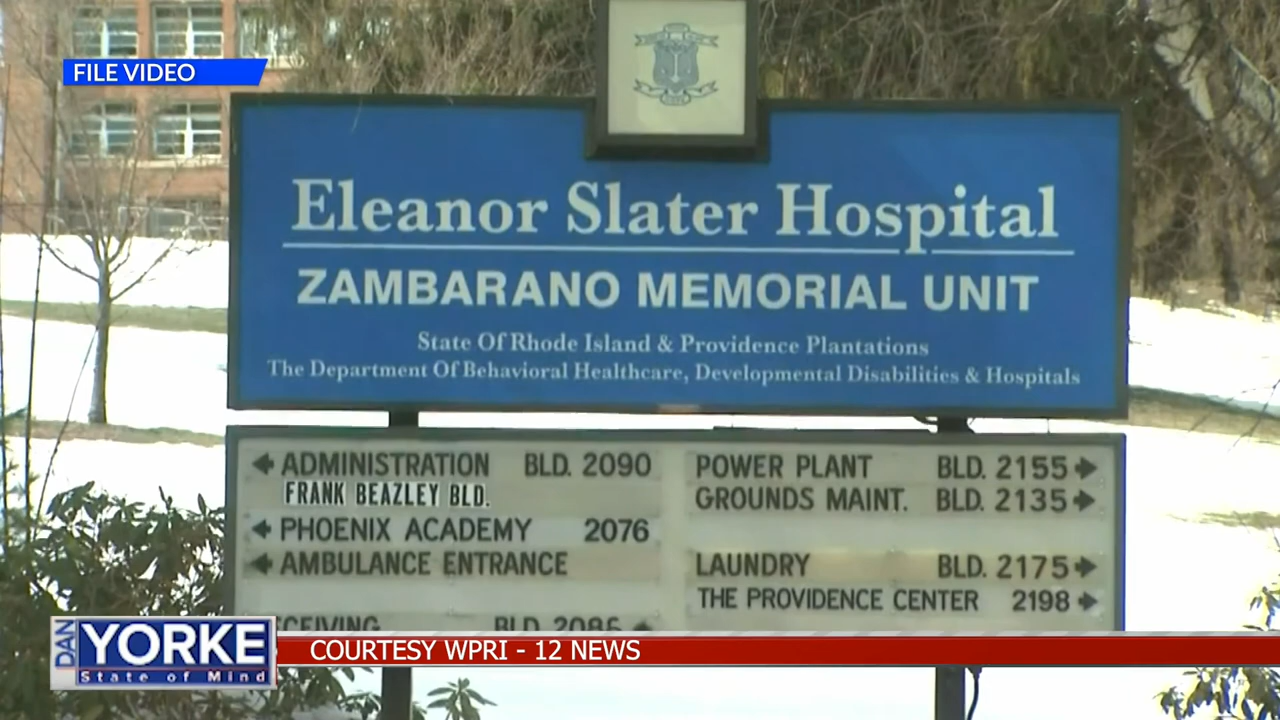 FILE VIDEO
Eleanor Slater Hospital
ZAMBARANO MEMORIAL UNIT
State Of Rhode Island & Providence Plantations
The Department Of Behavioral Healthcare, Developmental Disabilities & Hospitals
ADMINISTRATION BLD. 2090
FRANK BEAZLEY BLD.
PHOENIX ACADEMY 2076
AMBULANCE ENTRANCE
POWER PLANT BLD. 2155
GROUNDS MAINT. BLD. 2135
LAUNDRY BLD. 2175
THE PROVIDENCE CENTER 2198
BLD. 2086
DAN
YORKE
State of Mind
COURTESY WPRI - 12 NEWS